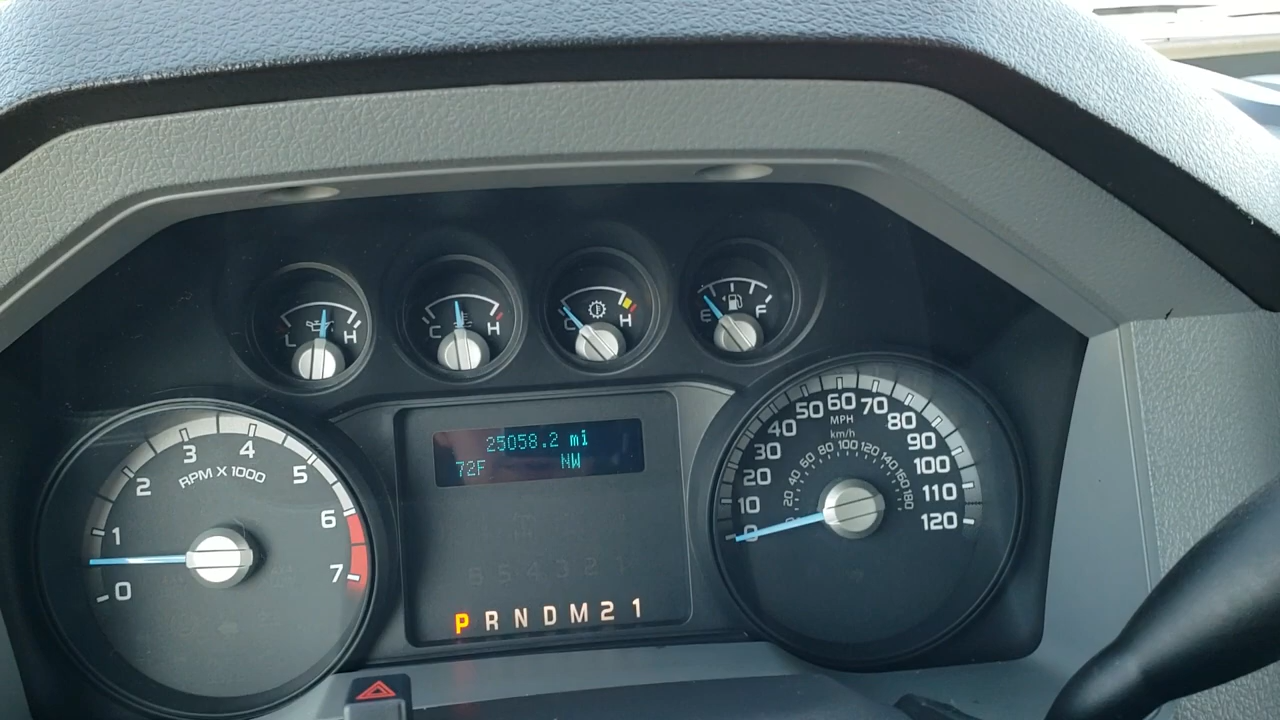 L H
C H
C H
E F
0 1 2 3 4 5 6 7
RPM X 1000
25058.2 mi
72F NW
6 5 4 3 2
P R N D M 2 1
0 10 20 30 40 50 60 70 80 90 100 110 120
MPH
km/h
0 20 40 60 80 100 120 140 160 180